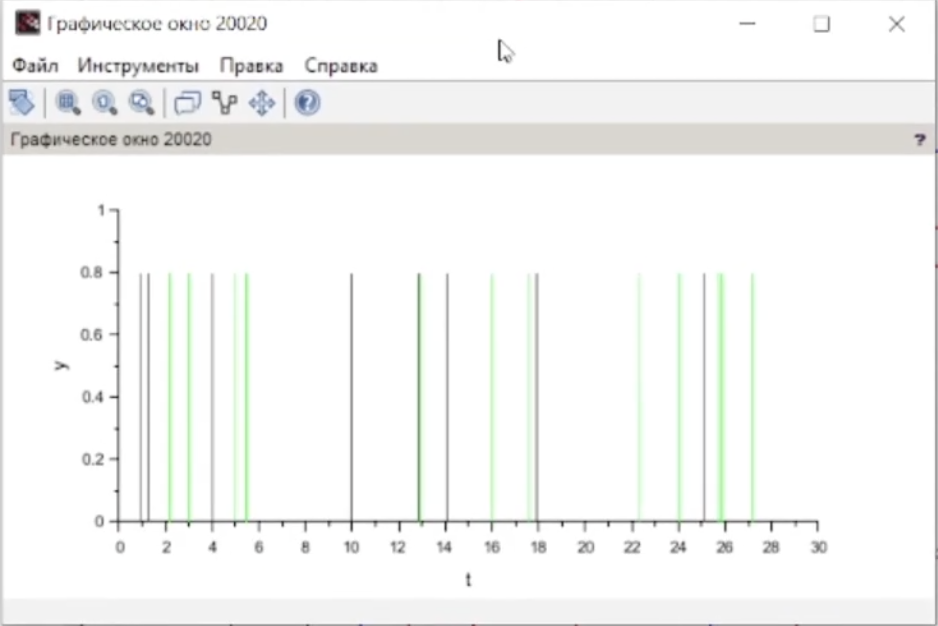 Графическое окно 20020
Файл Инструменты Правка Справка
Графическое окно 20020 ?
1
0.8
0.6
y
0.4
0.2
0
0 2 4 6 8 10 12 14 16 18 20 22 24 26 28 30
t